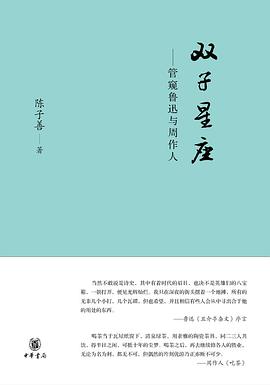 双子星座
——管窥鲁迅与周作人
陈子善——著
当然不敢说是诗史，其中有着时代的眉目，也决不是英雄们的八宝
箱，一朝打开，便见光辉灿烂。我只在深夜的街头摆着一个地摊，所有的
无非几个小钉，几个瓦碟，但也希望，并且相信有些人会从中寻出合于他
的用处的东西。
——鲁迅《且介亭杂文》序言
喝茶当于瓦屋纸窗下，清泉绿茶，用素雅的陶瓷茶具，同二三人共
饮，得半日之闲，可抵十年的尘梦。喝茶之后，再去继续修各人的胜业，
无论为名为利，都无不可，但偶然的片刻优游乃正亦断不可少。
——周作人《吃茶》
中華書局